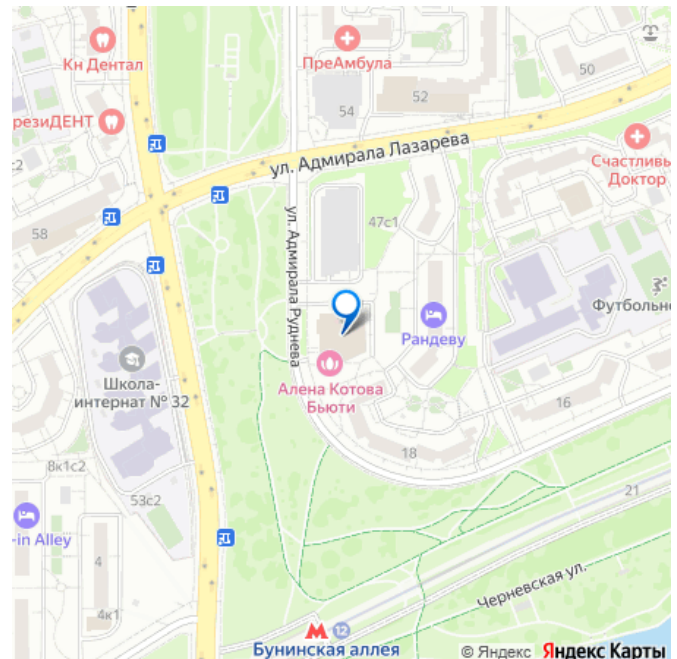 Кн Дентал
ПреАмбула
50
52
54
резиДЕНТ
с2
ул. Адмирала Лазарева
Счастливы
Доктор
47с1
58
ул. Адмирала Руднева
Футбольн
Рандеву
Школа-
интернат № 32
Алена Котова
Бьюти
16
18
8к1с2
53с2
21
-in Alley
4
4к1
Черневская ул.
12
Бунинская аллея
© Яндекс Яндекс Карты